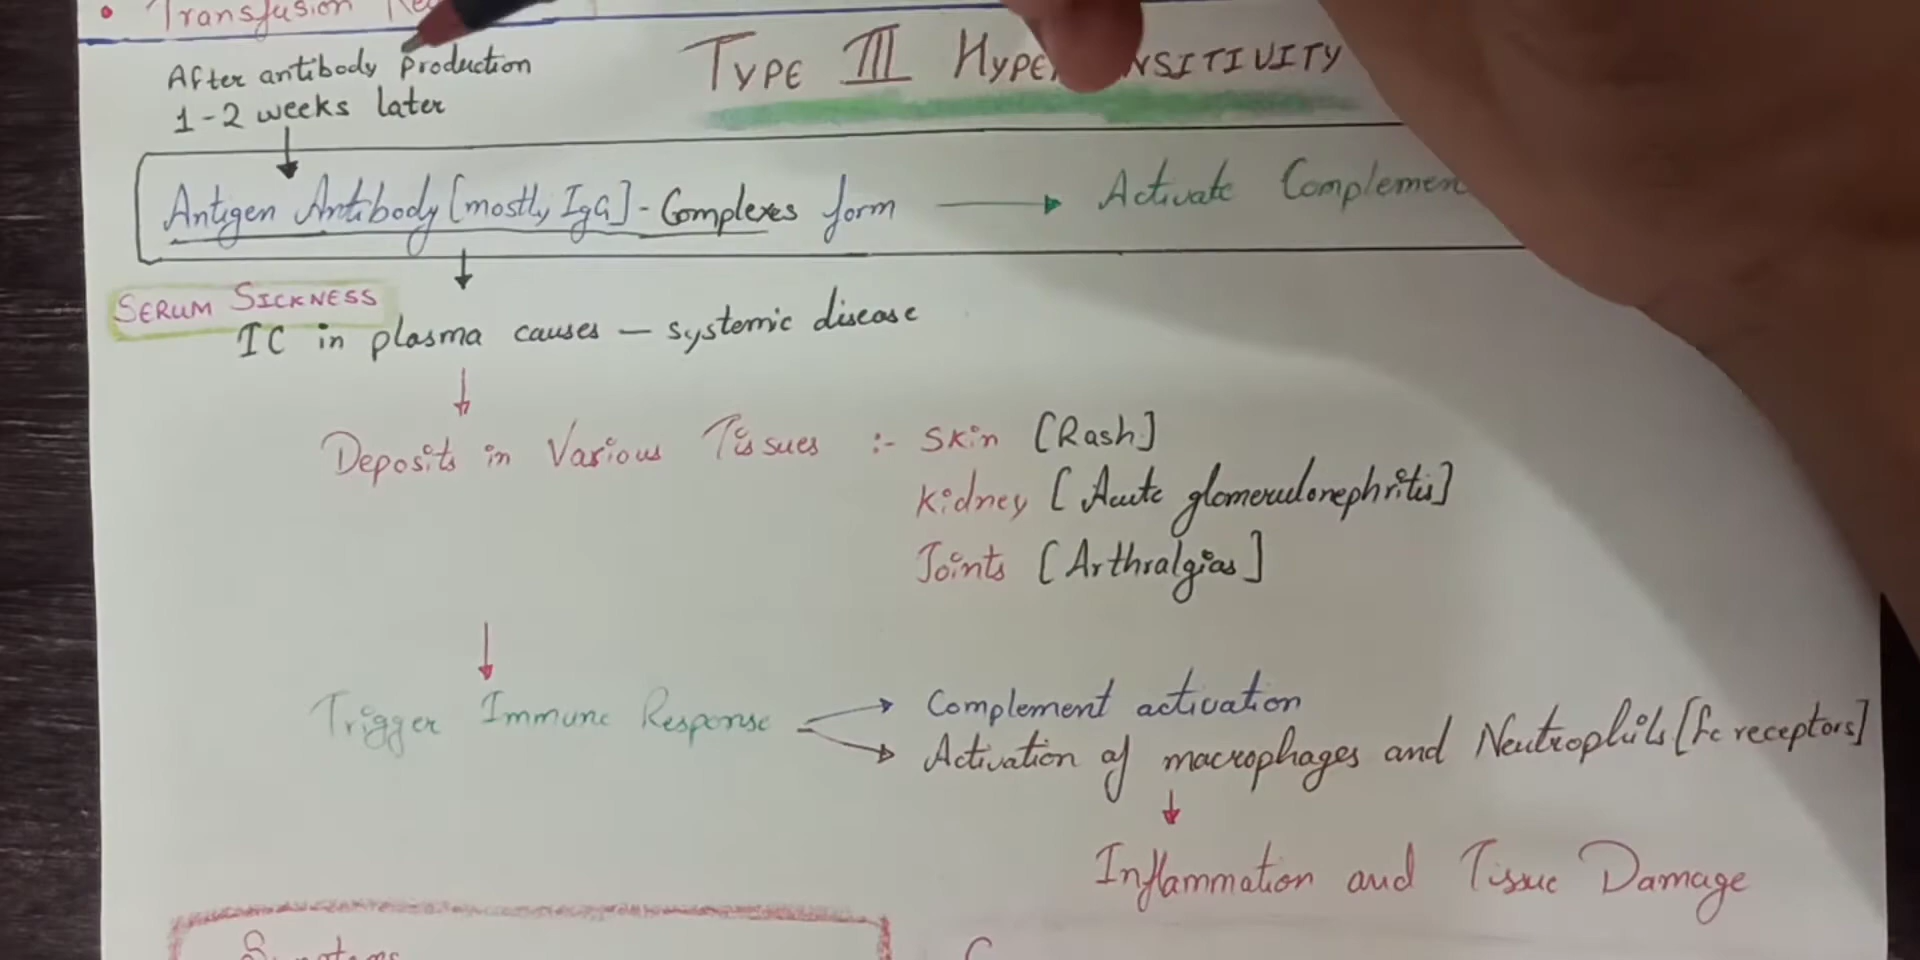 • Transfusion
After antibody production
1-2 weeks later
TYPE III
Antigen Antibody [mostly IgG] - Complexes form → Activate
SERUM SICKNESS
IC in plasma causes — systemic disease
Deposits in Various Tissues :- Skin [Rash]
Kidney [Acute glomerulonephritis]
Joints [Arthralgias]
Trigger Immune Response
Complement activation
Activation of macrophages and Neutrophils [Fc receptors]
Inflammation and Tissue Damage